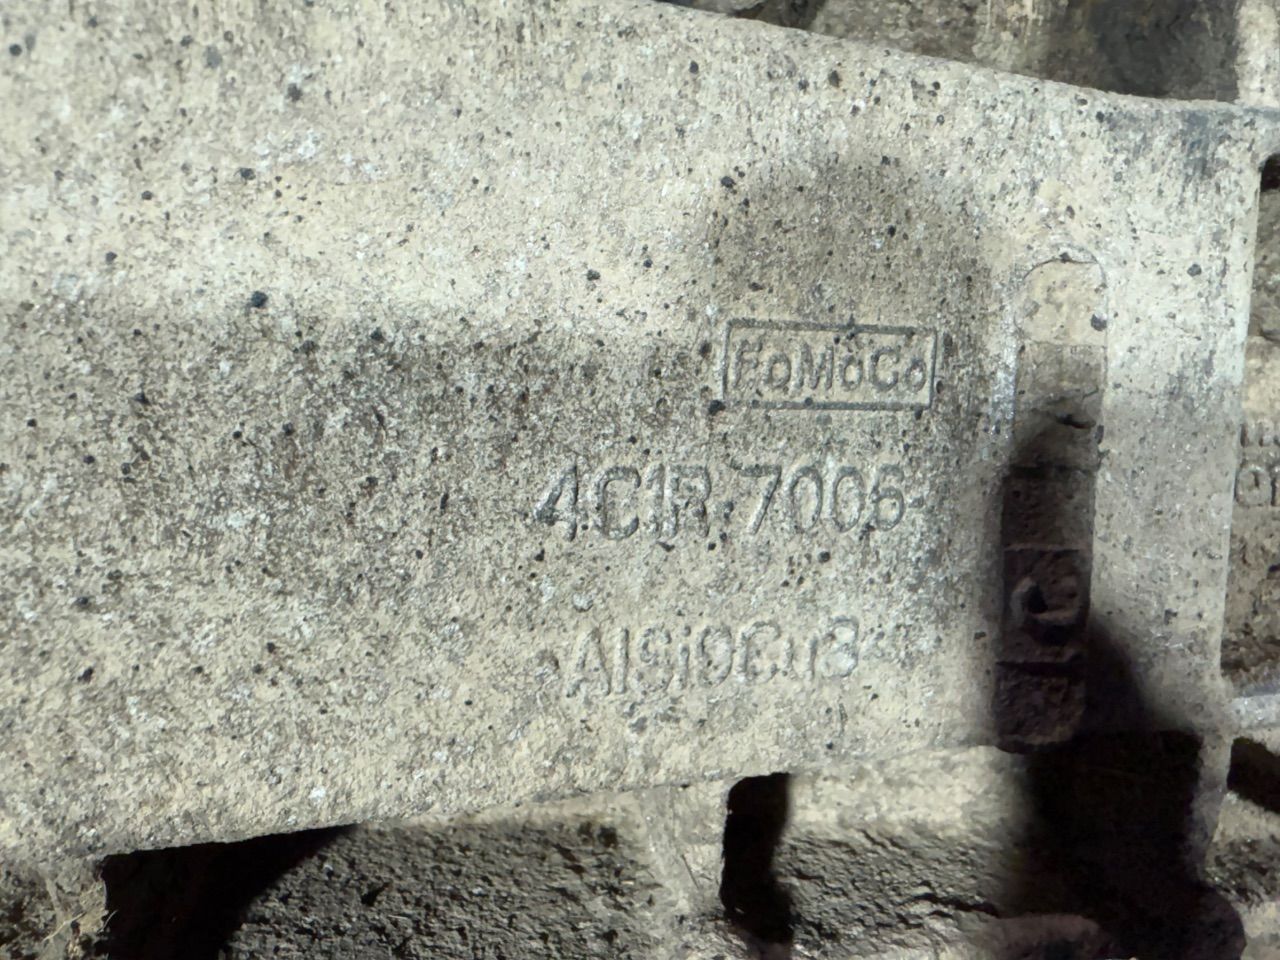 FoMoCo
4C1R 7006
AlSi9Cu3